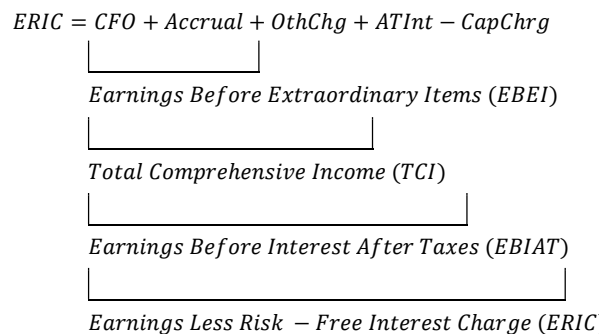 ERIC = CFO + Accrual + OthChg + ATInt − CapChrg
Earnings Before Extraordinary Items (EBEI)
Total Comprehensive Income (TCI)
Earnings Before Interest After Taxes (EBIAT)
Earnings Less Risk − Free Interest Charge (ERIC)